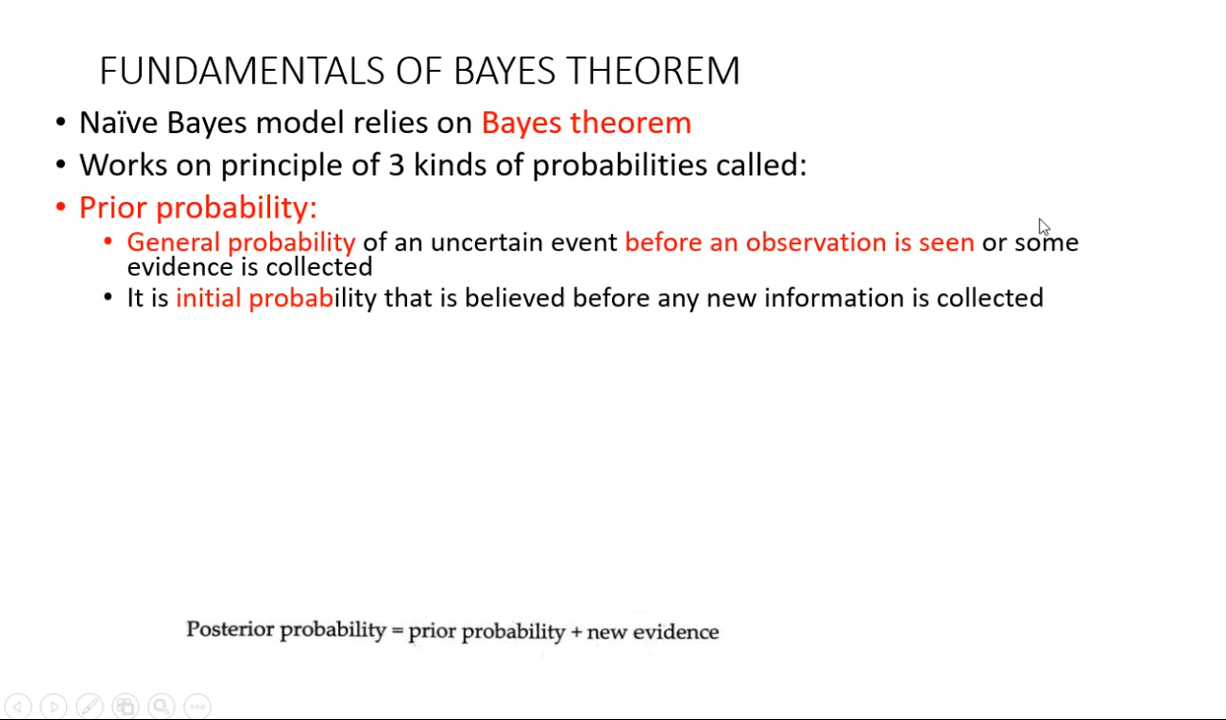 FUNDAMENTALS OF BAYES THEOREM
• Naïve Bayes model relies on Bayes theorem
• Works on principle of 3 kinds of probabilities called:
• Prior probability:
• General probability of an uncertain event before an observation is seen or some
evidence is collected
• It is initial probability that is believed before any new information is collected
Posterior probability = prior probability + new evidence